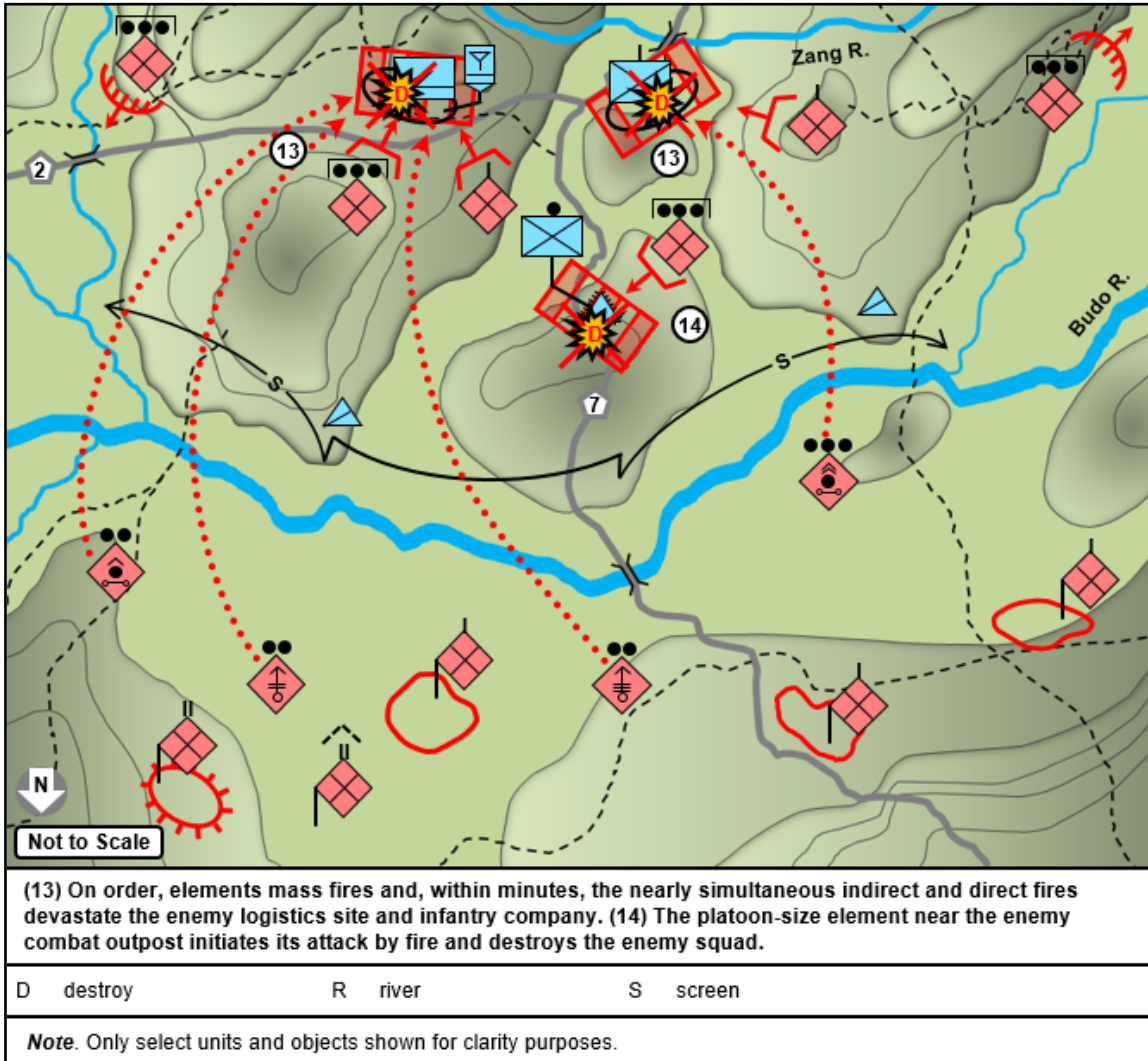 Zang R.
D
D
2
13
13
14
D
Budo R.
S
S
7
N
Not to Scale
(13) On order, elements mass fires and, within minutes, the nearly simultaneous indirect and direct fires
devastate the enemy logistics site and infantry company. (14) The platoon-size element near the enemy
combat outpost initiates its attack by fire and destroys the enemy squad.
D destroy R river S screen
Note. Only select units and objects shown for clarity purposes.